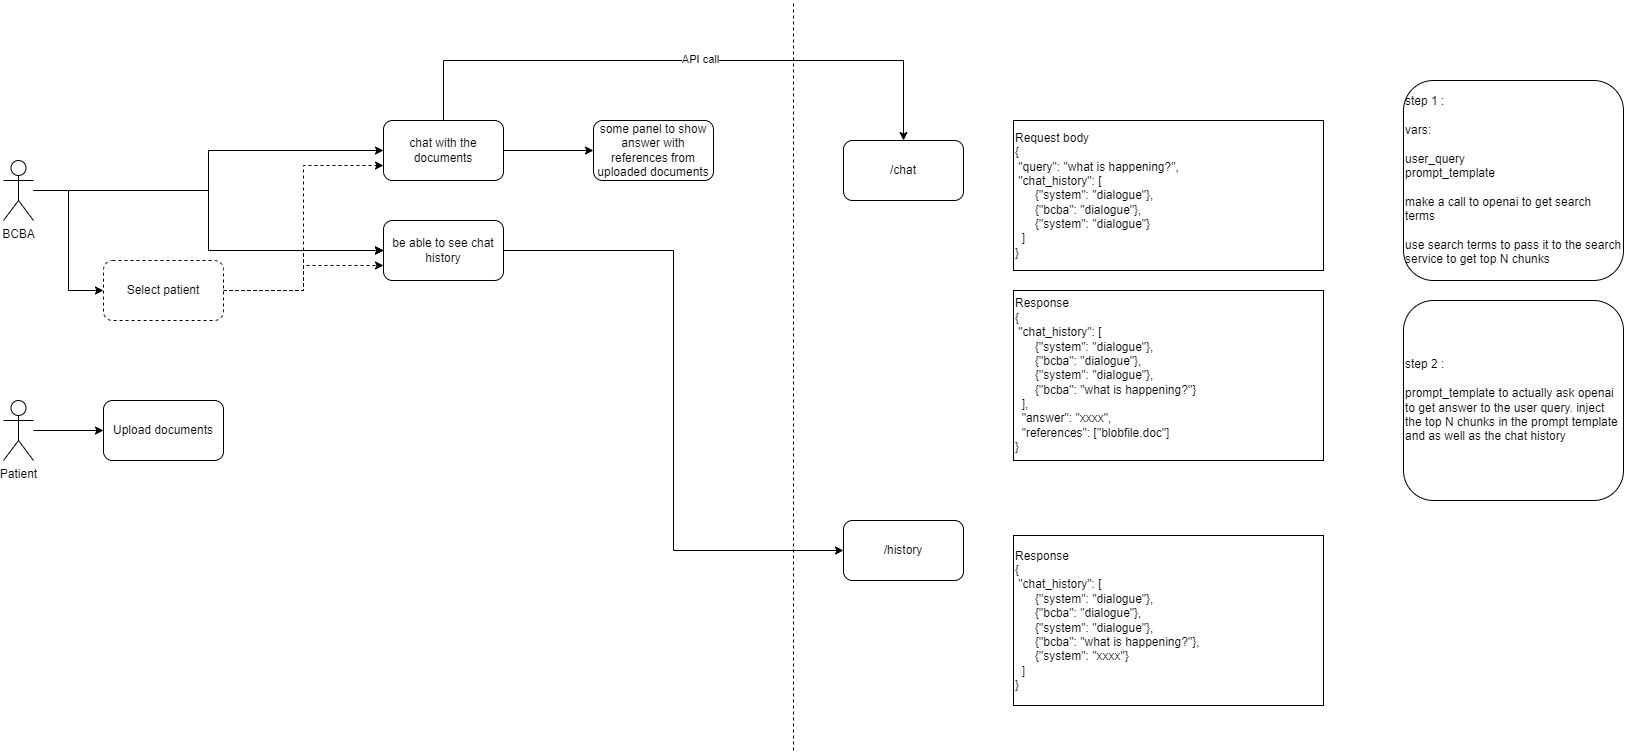 API call
chat with the
documents
some panel to show
answer with
references from
uploaded documents
BCBA
be able to see chat
history
Select patient
Upload documents
Patient
/chat
Request body
{
"query": "what is happening?",
"chat_history": [
{"system": "dialogue"},
{"bcba": "dialogue"},
{"system": "dialogue"}
]
}
Response
{
"chat_history": [
{"system": "dialogue"},
{"bcba": "dialogue"},
{"system": "dialogue"},
{"bcba": "what is happening?"}
],
"answer": "xxxx",
"references": ["blobfile.doc"]
}
/history
Response
{
"chat_history": [
{"system": "dialogue"},
{"bcba": "dialogue"},
{"system": "dialogue"},
{"bcba": "what is happening?"},
{"system": "xxxx"}
]
}
step 1 :
vars:
user_query
prompt_template
make a call to openai to get search
terms
use search terms to pass it to the search
service to get top N chunks
step 2 :
prompt_template to actually ask openai
to get answer to the user query. inject
the top N chunks in the prompt template
and as well as the chat history